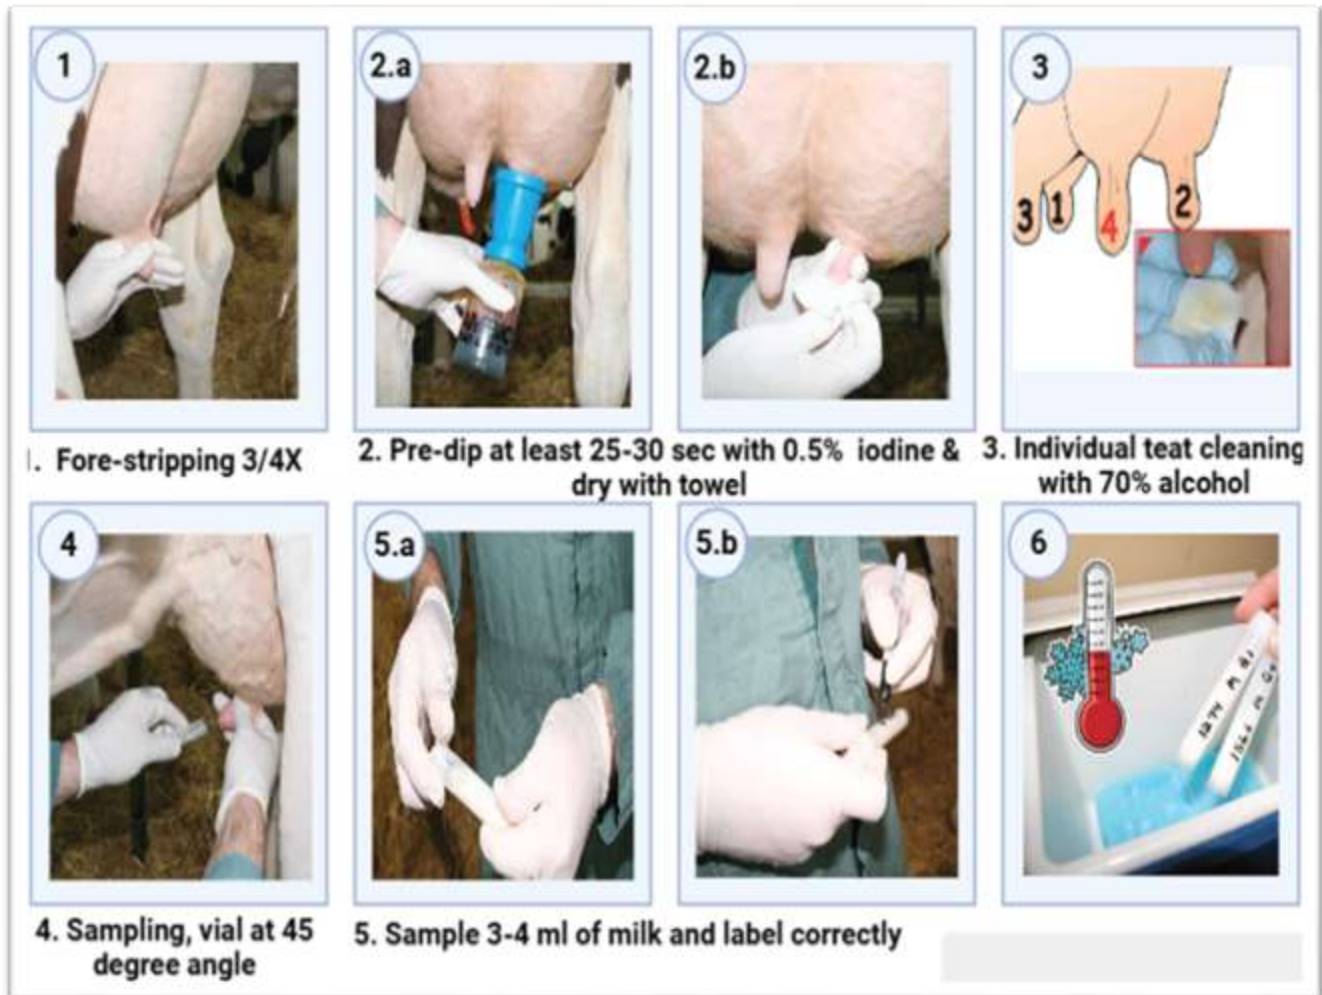 1
2.a
2.b
3
3 1 4 2
. Fore-stripping 3/4X
2. Pre-dip at least 25-30 sec with 0.5% iodine &
dry with towel
3. Individual teat cleaning
with 70% alcohol
4
5.a
5.b
6
1274
4. Sampling, vial at 45
degree angle
5. Sample 3-4 ml of milk and label correctly